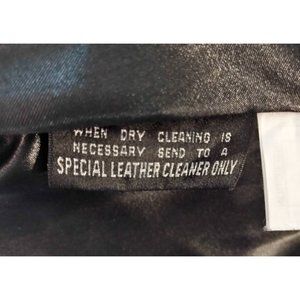 WHEN DRY CLEANING IS
NECESSARY SEND TO A
SPECIAL LEATHER CLEANER ONLY